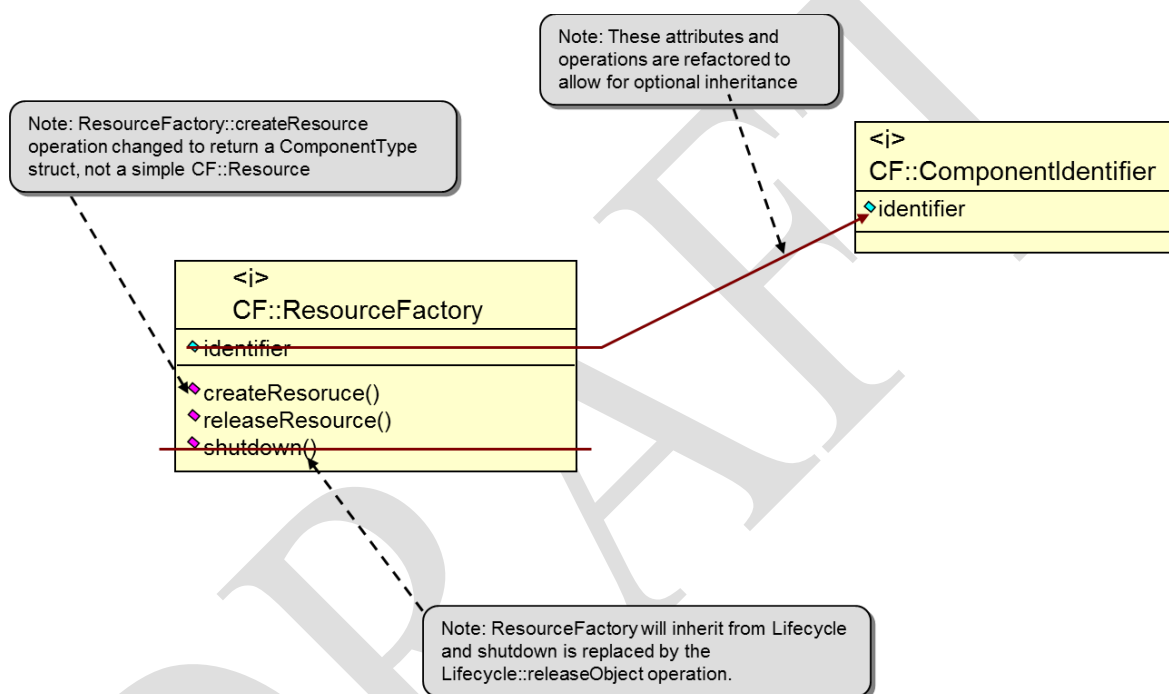 Note: These attributes and
operations are refactored to
allow for optional inheritance
Note: ResourceFactory::createResource
operation changed to return a ComponentType
struct, not a simple CF::Resource
<i>
CF::ComponentIdentifier
identifier
<i>
CF::ResourceFactory
identifier
createResoruce()
releaseResource()
shutdown()
Note: ResourceFactory will inherit from Lifecycle
and shutdown is replaced by the
Lifecycle::releaseObject operation.
DRAFT